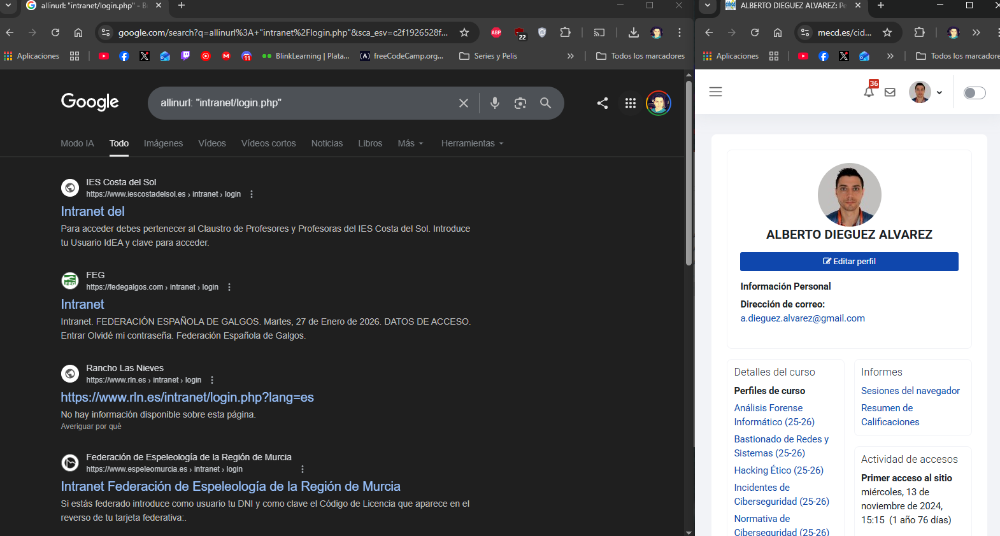 allinurl: "intranet/login.php" - B
google.com/search?q=allinurl%3A+"intranet%2Flogin.php"&sca_esv=c2f1926528f...
ABP
22
Aplicaciones
11
BlinkLearning | Plata...
freeCodeCamp.org...
Series y Pelis
»
Todos los marcadores
Google
allinurl: "intranet/login.php"
Modo IA
Todo
Imágenes
Vídeos
Vídeos cortos
Noticias
Libros
Más
Herramientas
IES Costa del Sol
https://www.iescostadelsol.es › intranet › login
Intranet del
Para acceder debes pertenecer al Claustro de Profesores y Profesoras del IES Costa del Sol. Introduce
tu Usuario IdEA y clave para acceder.
FEG
FEG
https://fedegalgos.com › intranet › login
Intranet
Intranet. FEDERACIÓN ESPAÑOLA DE GALGOS. Martes, 27 de Enero de 2026. DATOS DE ACCESO.
Entrar Olvidé mi contraseña. Federación Española de Galgos.
Rancho Las Nieves
https://www.rln.es › intranet › login
https://www.rln.es/intranet/login.php?lang=es
No hay información disponible sobre esta página.
Averiguar por qué
Federación de Espeleología de la Región de Murcia
https://www.espeleomurcia.es › intranet › login
Intranet Federación de Espeleología de la Región de Murcia
Si estás federado introduce como usuario tu DNI y como clave el Código de Licencia que aparece en el
reverso de tu tarjeta federativa:.
ALBERTO DIEGUEZ ALVAREZ: Pe
mecd.es/cid...
»
Aplicaciones
»
Todos los marcadore
36
ALBERTO DIEGUEZ ALVAREZ
Editar perfil
Información Personal
Dirección de correo:
a.dieguez.alvarez@gmail.com
Detalles del curso
Perfiles de curso
Análisis Forense
Informático (25-26)
Bastionado de Redes y
Sistemas (25-26)
Hacking Ético (25-26)
Incidentes de
Ciberseguridad (25-26)
Normativa de
Ciberseguridad (25-26)
Informes
Sesiones del navegador
Resumen de
Calificaciones
Actividad de accesos
Primer acceso al sitio
miércoles, 13 de
noviembre de 2024,
15:15 (1 año 76 días)